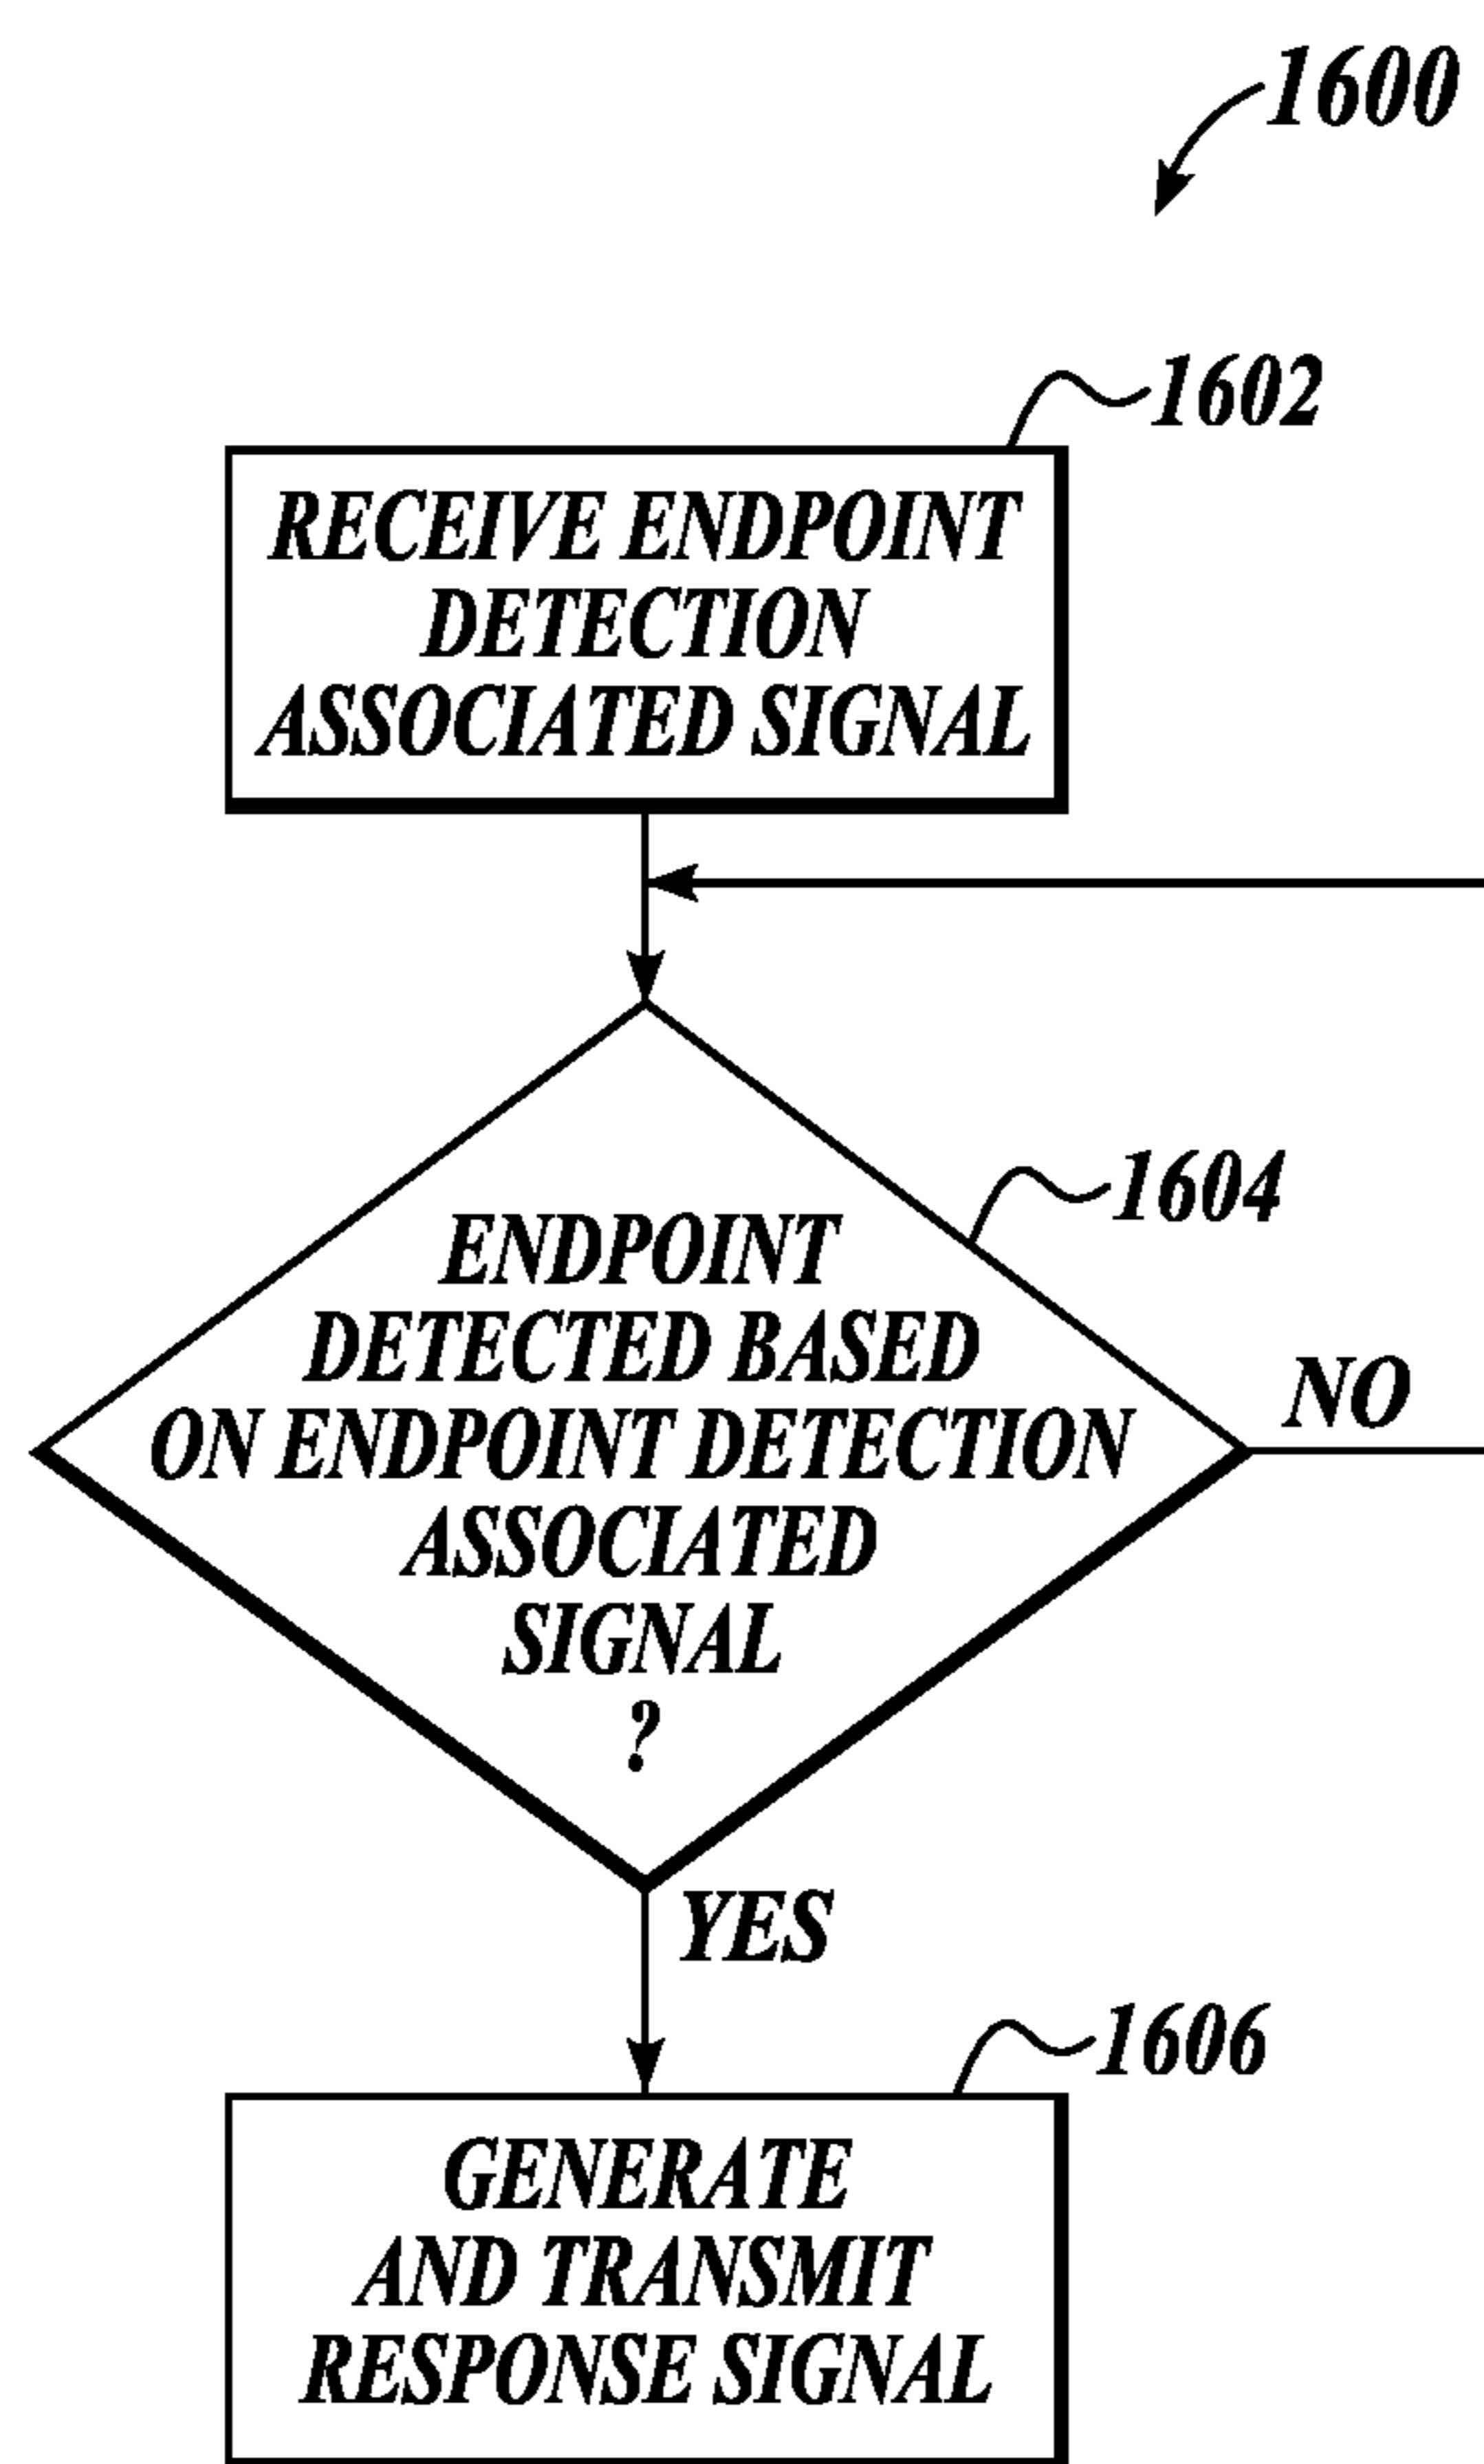 1600
1602
RECEIVE ENDPOINT
DETECTION
ASSOCIATED SIGNAL
1604
ENDPOINT
DETECTED BASED
ON ENDPOINT DETECTION
ASSOCIATED
SIGNAL
?
NO
YES
1606
GENERATE
AND TRANSMIT
RESPONSE SIGNAL